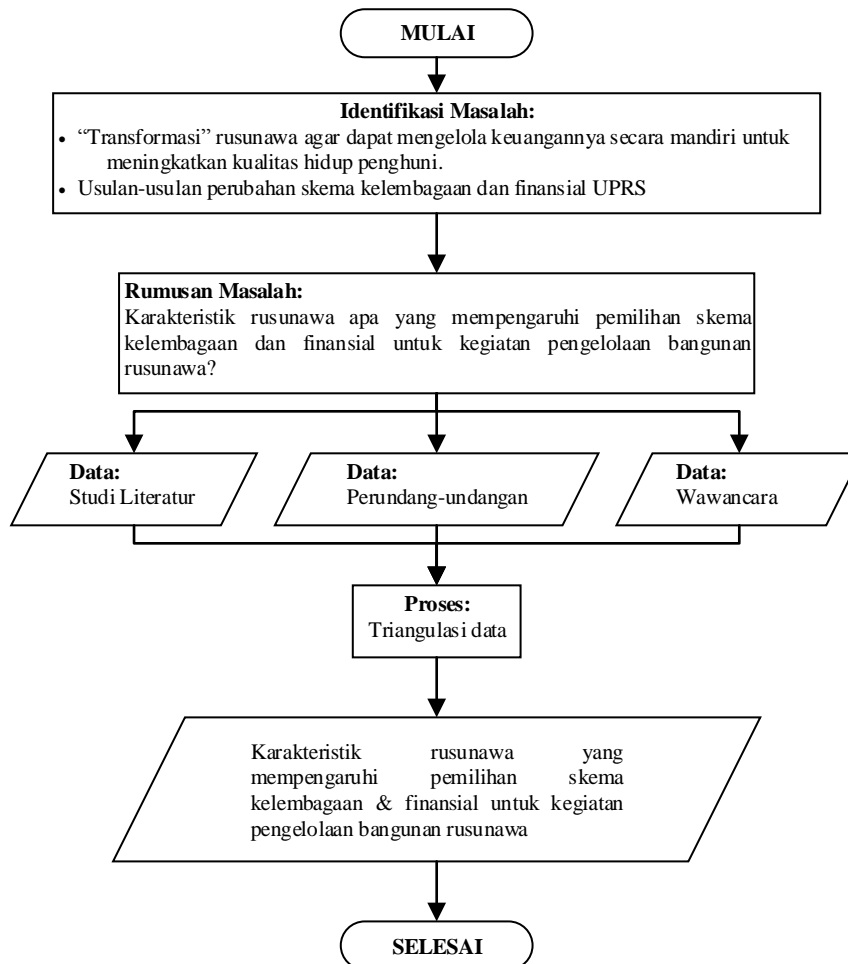 MULAI
Identifikasi Masalah:
• “Transformasi” rusunawa agar dapat mengelola keuangannya secara mandiri untuk
meningkatkan kualitas hidup penghuni.
• Usulan-usulan perubahan skema kelembagaan dan finansial UPRS
Rumusan Masalah:
Karakteristik rusunawa apa yang mempengaruhi pemilihan skema
kelembagaan dan finansial untuk kegiatan pengelolaan bangunan
rusunawa?
Data:
Studi Literatur
Data:
Perundang-undangan
Data:
Wawancara
Proses:
Triangulasi data
Karakteristik rusunawa yang
mempengaruhi pemilihan skema
kelembagaan & finansial untuk kegiatan
pengelolaan bangunan rusunawa
SELESAI